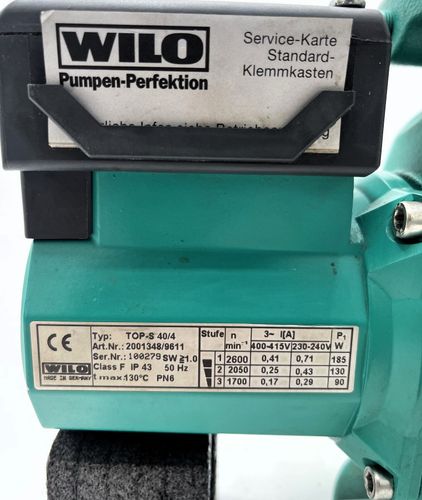 WILO
Pumpen-Perfektion
Service-Karte
Standard-
Klemmkasten
siehe
CE
WILO
MADE IN GERMANY
Typ: TOP-S 40/4
Art.Nr.: 2001348/9611
Ser.Nr.: 100279 SW ≧1.0
Class F IP 43 50 Hz
t max.130°C PN6
Stufe n 3~ I[A] P1
min-1 400-415V 230-240V W
1 2600 0,41 0,71 185
2 2050 0,25 0,43 130
3 1700 0,17 0,29 90